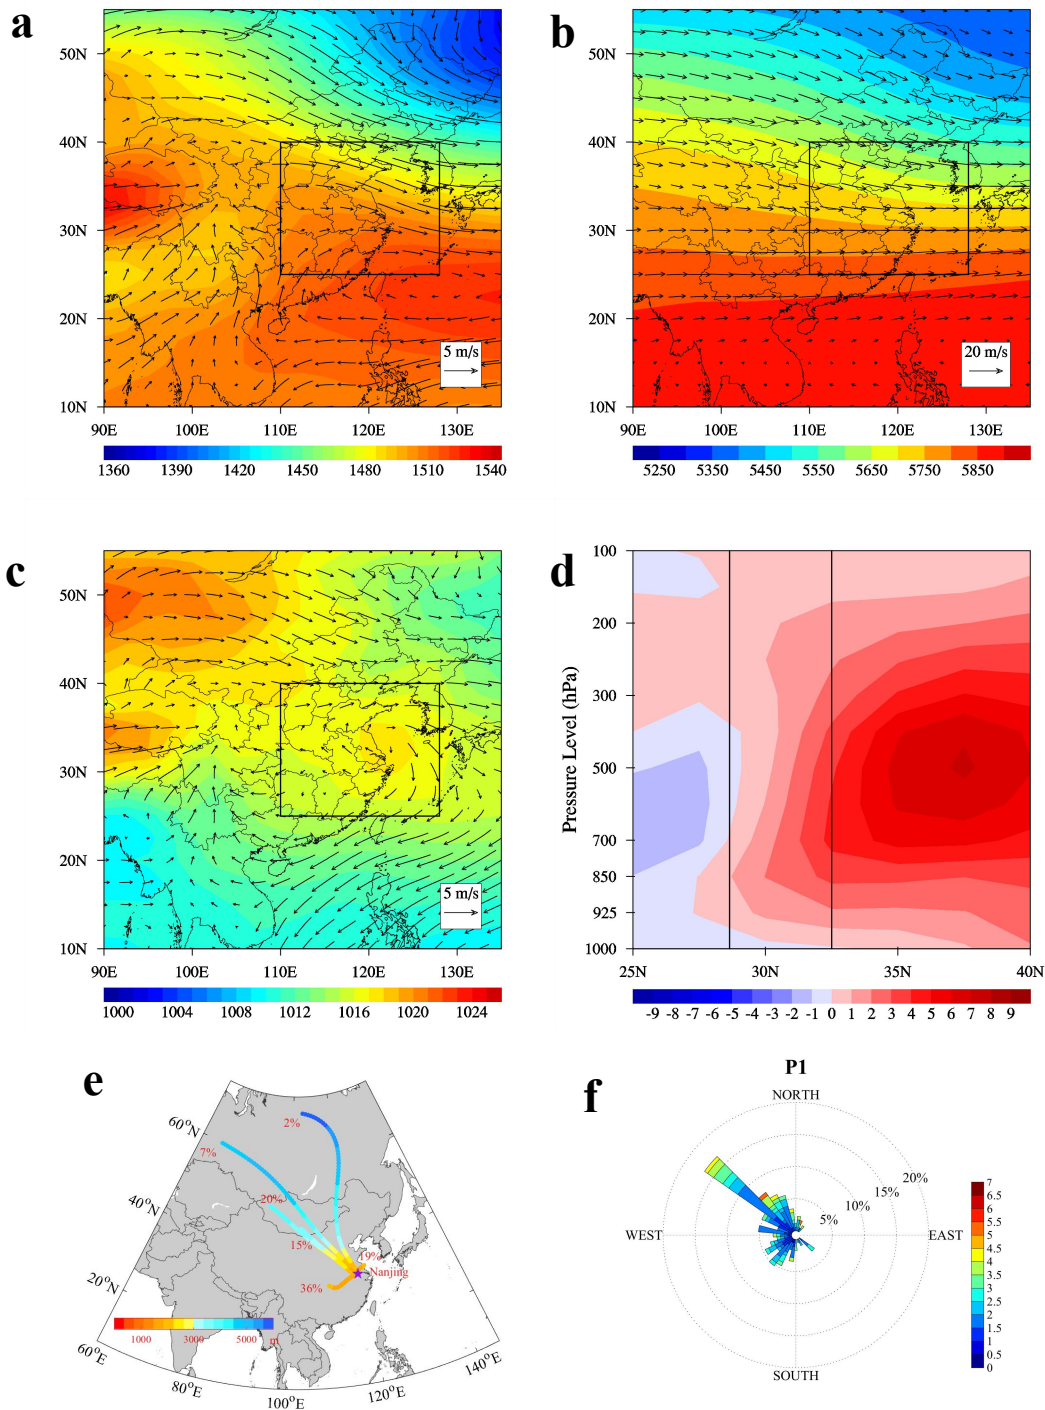 a
50N
40N
30N
20N
10N
5 m/s
90E 100E 110E 120E 130E
1360 1390 1420 1450 1480 1510 1540
b
50N
40N
30N
20N
10N
20 m/s
90E 100E 110E 120E 130E
5250 5350 5450 5550 5650 5750 5850
c
50N
40N
30N
20N
10N
5 m/s
90E 100E 110E 120E 130E
1000 1004 1008 1012 1016 1020 1024
d
Pressure Level (hPa)
100
200
300
500
700
850
925
1000
25N 30N 35N 40N
-9 -8 -7 -6 -5 -4 -3 -2 -1 0 1 2 3 4 5 6 7 8 9
e
60°N
40°N
20°N
2%
7%
20%
15%
19%
Nanjing
36%
1000 3000 5000 m
60°E
80°E
100°E
120°E
140°E
f
P1
NORTH
20%
15%
10%
5%
WEST
EAST
SOUTH
7
6.5
6
5.5
5
4.5
4
3.5
3
2.5
2
1.5
1
0.5
0